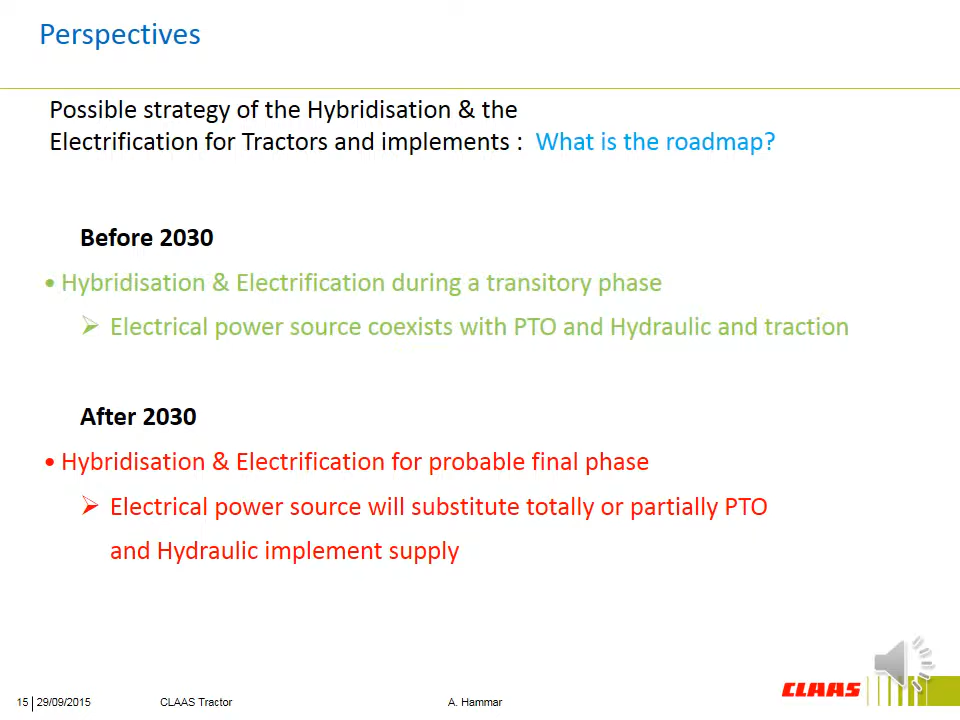 Perspectives
Possible strategy of the Hybridisation & the
Electrification for Tractors and implements : What is the roadmap?
Before 2030
• Hybridisation & Electrification during a transitory phase
➢ Electrical power source coexists with PTO and Hydraulic and traction
After 2030
• Hybridisation & Electrification for probable final phase
➢ Electrical power source will substitute totally or partially PTO
and Hydraulic implement supply
15 | 29/09/2015 CLAAS Tractor A. Hammar
CLAAS